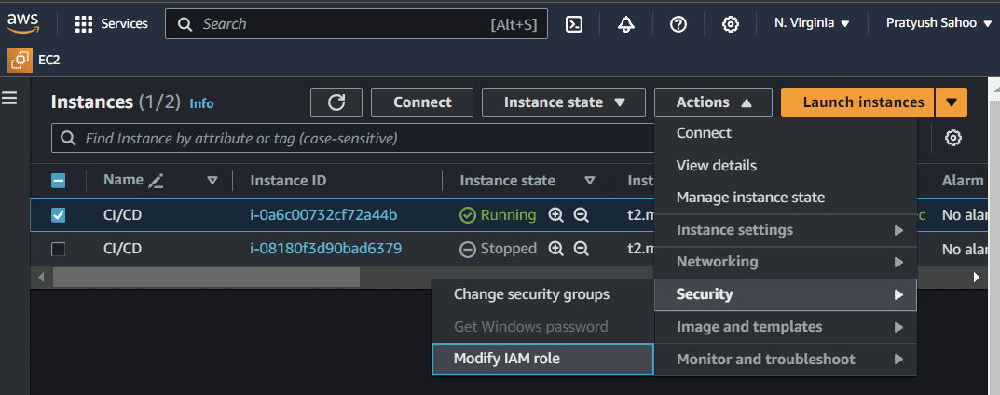 aws Services Search [Alt+S] N. Virginia Pratyush Sahoo
EC2
Instances (1/2) Info Connect Instance state Actions Launch instances
Find Instance by attribute or tag (case-sensitive)
Connect
View details
Manage instance state
Instance settings
Networking
Security
Image and templates
Monitor and troubleshoot
Name Instance ID Instance state Inst Alarm
CI/CD i-0a6c00732cf72a44b Running t2.m d No alar
CI/CD i-08180f3d90bad6379 Stopped t2.m No alar
Change security groups
Get Windows password
Modify IAM role